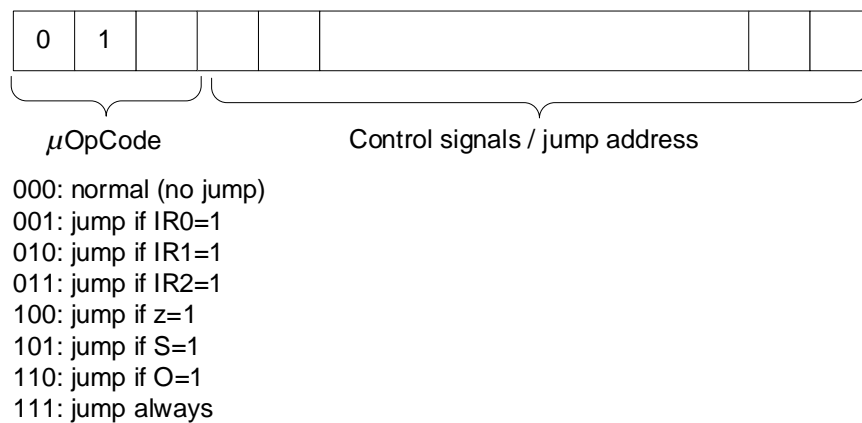 0 1
μOpCode
Control signals / jump address
000: normal (no jump)
001: jump if IR0=1
010: jump if IR1=1
011: jump if IR2=1
100: jump if z=1
101: jump if S=1
110: jump if O=1
111: jump always